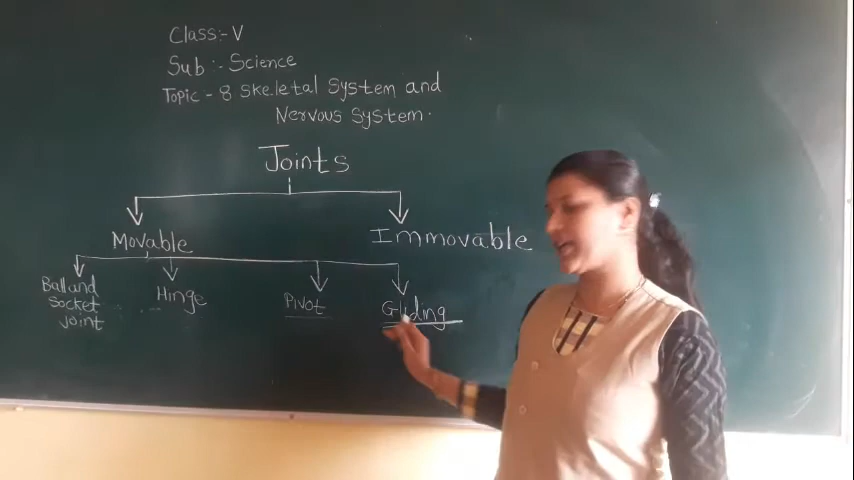 Class:- V
Sub :- Science
Topic - 8 Skeletal System and
Nervous System.
Joints
Movable
Immovable
Ball and
Socket
joint
Hinge
Pivot
Gliding